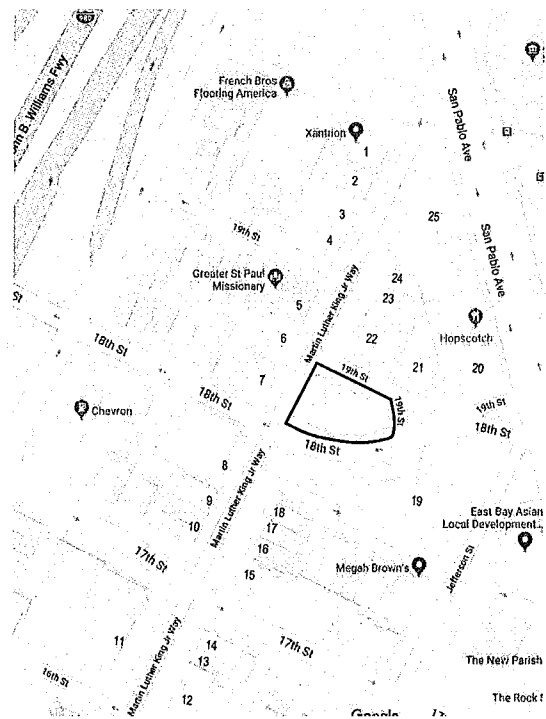 980
n B. Williams Fwy
French Bros
Flooring America
Xantrion
San Pablo Ave
1
2
3
4
25
19th St
San Pablo Ave
Greater St Paul
Missionary
24
23
5
Martin Luther King Jr Way
St
18th St
6
22
Hopscotch
7
19th St
21
20
18th St
19th St
19th St
18th St
Chevron
18th St
8
Martin Luther King Jr Way
9
10
18
17
19
East Bay Asian
Local Development...
16
17th St
15
Megah Brown's
Jefferson St
11
Martin Luther King Jr Way
14
13
17th St
The New Parish
16th St
12
The Rock
Google